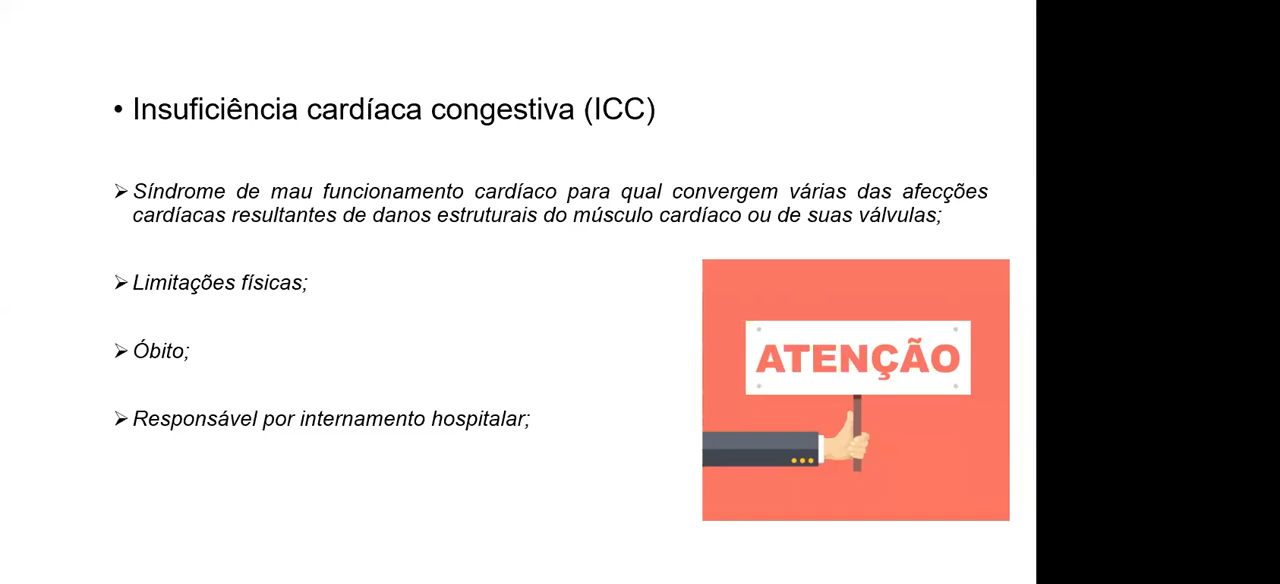 • Insuficiência cardíaca congestiva (ICC)
➢ Síndrome de mau funcionamento cardíaco para qual convergem várias das afecções
cardíacas resultantes de danos estruturais do músculo cardíaco ou de suas válvulas;
➢ Limitações físicas;
➢ Óbito;
➢ Responsável por internamento hospitalar;
ATENÇÃO